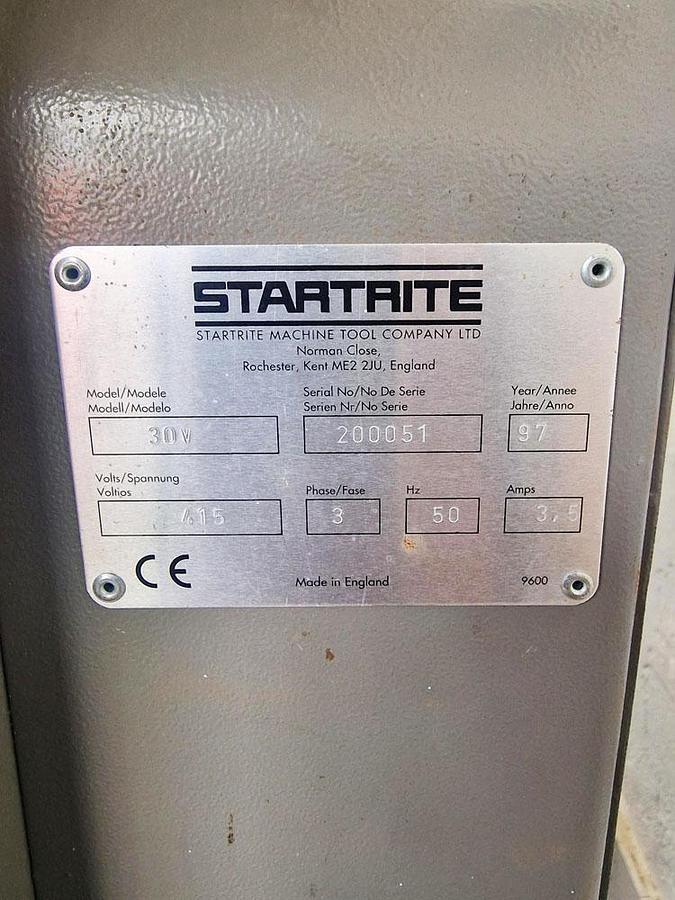 STARTRITE
STARTRITE MACHINE TOOL COMPANY LTD
Norman Close,
Rochester, Kent ME2 2JU, England
Model/Modele
Modell/Modelo
30V
Serial No/No De Serie
Serien Nr/No Serie
200051
Year/Annee
Jahre/Anno
97
Volts/Spannung
Voltios
415
Phase/Fase
3
Hz
50
Amps
3,5
CE
Made in England
9600